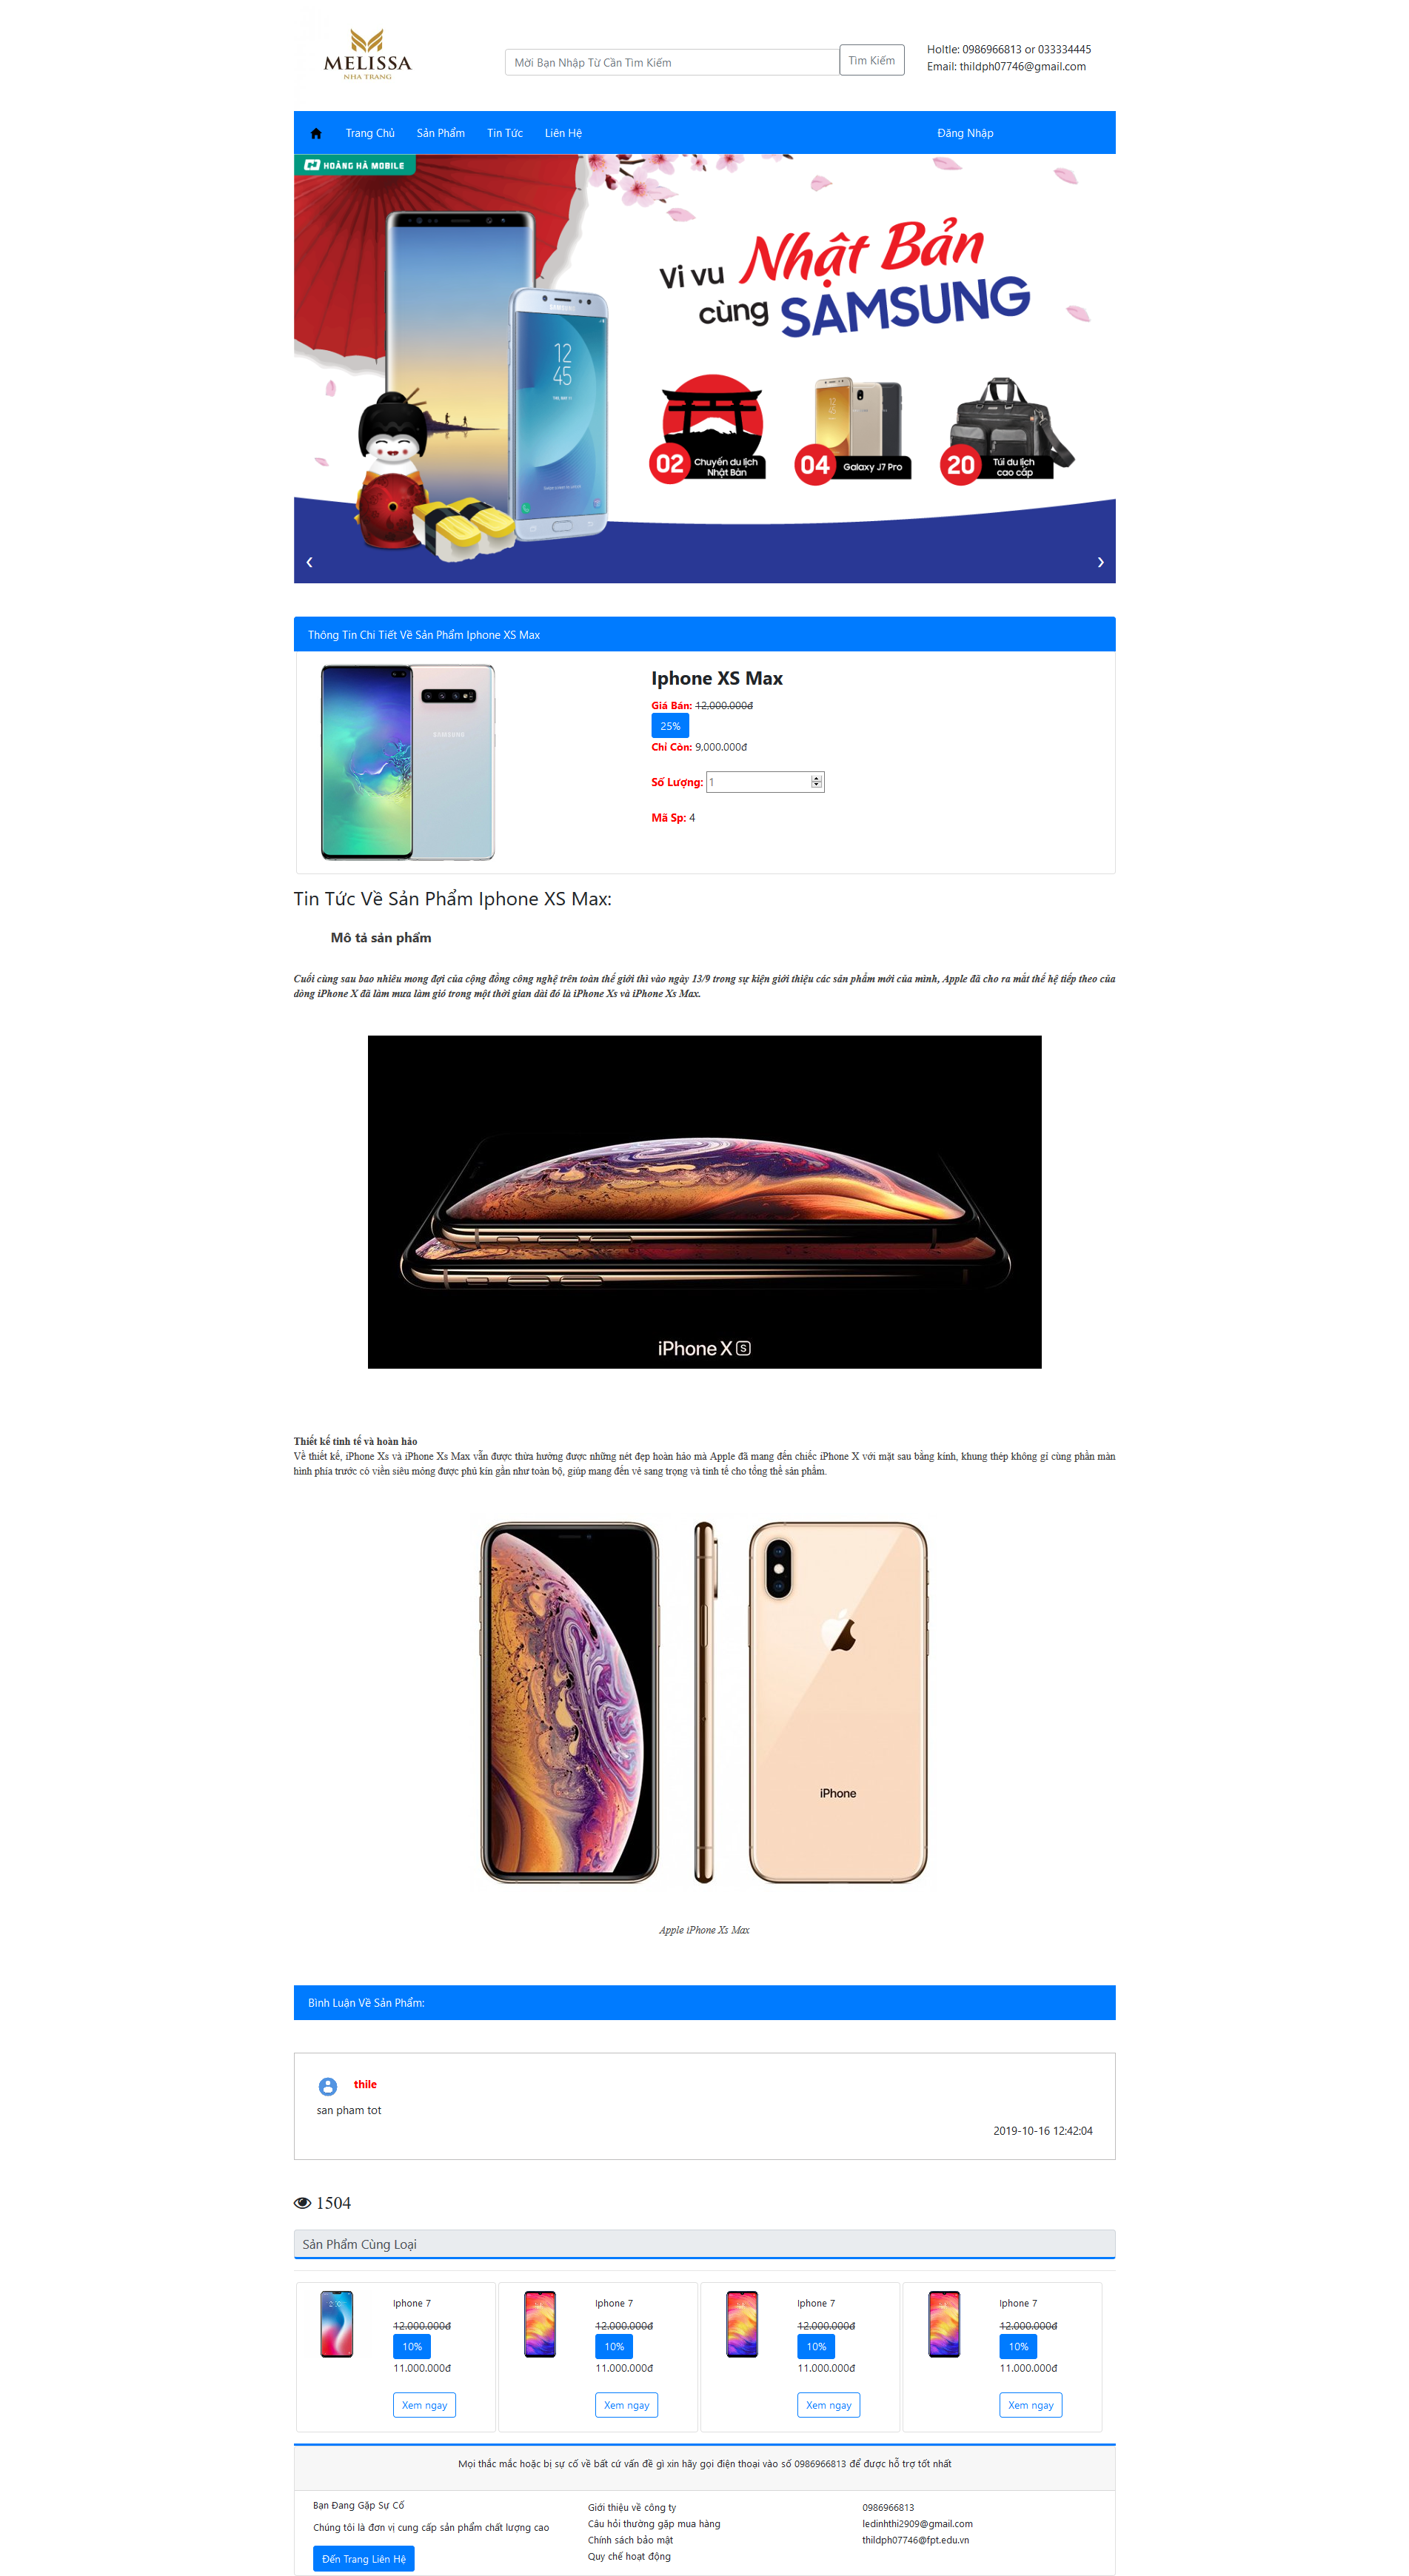 MELISSA
NHA TRANG
Mời Bạn Nhập Từ Cần Tìm Kiếm
Tìm Kiếm
Holtle: 0986966813 or 033334445
Email: thildph07746@gmail.com
Trang Chủ
Sản Phẩm
Tin Tức
Liên Hệ
Đăng Nhập
HOÀNG HÀ MOBILE
Vi vu Nhật Bản
cùng SAMSUNG
12
45
02 Chuyến du lịch
Nhật Bản
04 Galaxy J7 Pro
20 Túi du lịch
cao cấp
Thông Tin Chi Tiết Về Sản Phẩm Iphone XS Max
SAMSUNG
Iphone XS Max
Giá Bán: 12,000.000đ
25%
Chỉ Còn: 9,000.000đ
Số Lượng: 1
Mã Sp: 4
Tin Tức Về Sản Phẩm Iphone XS Max:
Mô tả sản phẩm
Cuối cùng sau bao nhiêu mong đợi của cộng đồng công nghệ trên toàn thế giới thì vào ngày 13/9 trong sự kiện giới thiệu các sản phẩm mới của mình, Apple đã cho ra mắt thế hệ tiếp theo của
dòng iPhone X đã làm mưa làm gió trong một thời gian dài đó là iPhone Xs và iPhone Xs Max.
iPhone X S
Thiết kế tinh tế và hoàn hảo
Về thiết kế, iPhone Xs và iPhone Xs Max vẫn được thừa hưởng được những nét đẹp hoàn hảo mà Apple đã mang đến chiếc iPhone X với mặt sau bằng kính, khung thép không gỉ cùng phần màn
hình phía trước có viền siêu mỏng được phủ kín gần như toàn bộ, giúp mang đến vẻ sang trọng và tinh tế cho tổng thể sản phẩm.
iPhone
Apple iPhone Xs Max
Bình Luận Về Sản Phẩm:
thile
san pham tot
2019-10-16 12:42:04
1504
Sản Phẩm Cùng Loại
Iphone 7
12.000.000đ
10%
11.000.000đ
Xem ngay
Iphone 7
12.000.000đ
10%
11.000.000đ
Xem ngay
Iphone 7
12.000.000đ
10%
11.000.000đ
Xem ngay
Iphone 7
12.000.000đ
10%
11.000.000đ
Xem ngay
Mọi thắc mắc hoặc bị sự cố về bất cứ vấn đề gì xin hãy gọi điện thoại vào số 0986966813 để được hỗ trợ tốt nhất
Bạn Đang Gặp Sự Cố
Chúng tôi là đơn vị cung cấp sản phẩm chất lượng cao
Đến Trang Liên Hệ
Giới thiệu về công ty
Câu hỏi thường gặp mua hàng
Chính sách bảo mật
Quy chế hoạt động
0986966813
ledinhthi2909@gmail.com
thildph07746@fpt.edu.vn